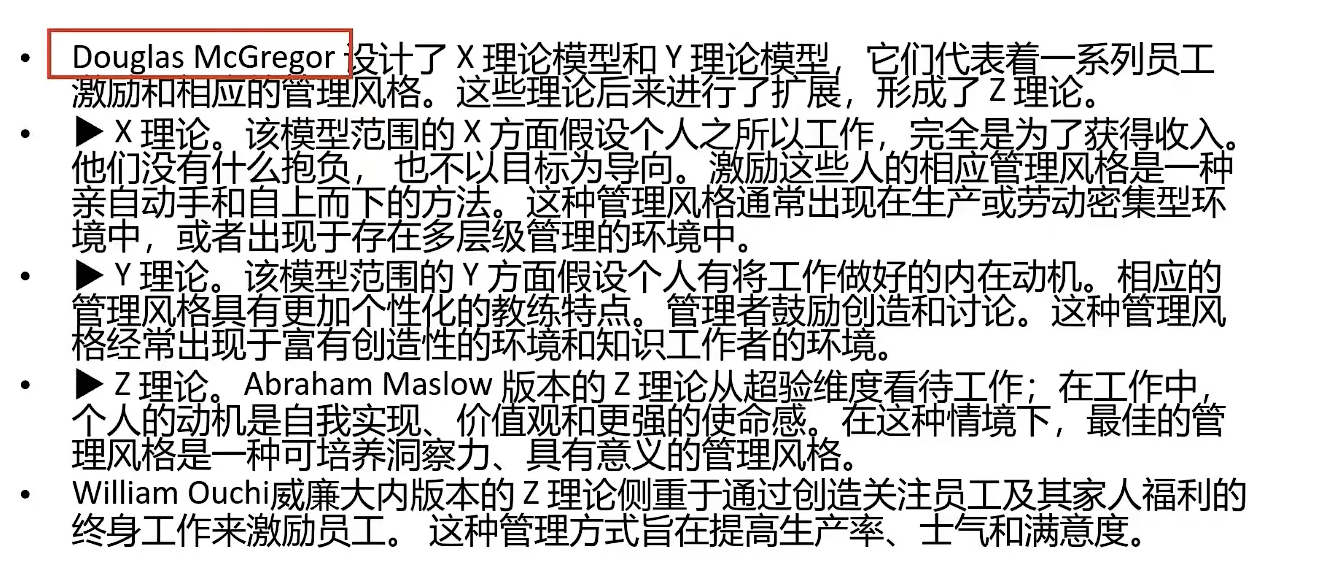 • Douglas McGregor 设计了 X 理论模型和 Y 理论模型，它们代表着一系列员工
激励和相应的管理风格。这些理论后来进行了扩展，形成了 Z 理论。
• ▶ X 理论。该模型范围的 X 方面假设个人之所以工作，完全是为了获得收入。
他们没有什么抱负，也不以目标为导向。激励这些人的相应管理风格是一种
亲自动手和自上而下的方法。这种管理风格通常出现在生产或劳动密集型环
境中，或者出现于存在多层级管理的环境中。
• ▶ Y 理论。该模型范围的 Y 方面假设个人有将工作做好的内在动机。相应的
管理风格具有更加个性化的教练特点。管理者鼓励创造和讨论。这种管理风
格经常出现于富有创造性的环境和知识工作者的环境。
• ▶ Z 理论。Abraham Maslow 版本的 Z 理论从超验维度看待工作；在工作中，
个人的动机是自我实现、价值观和更强的使命感。在这种情境下，最佳的管
理风格是一种可培养洞察力、具有意义的管理风格。
• William Ouchi威廉大内版本的 Z 理论侧重于通过创造关注员工及其家人福利的
终身工作来激励员工。 这种管理方式旨在提高生产率、士气和满意度。